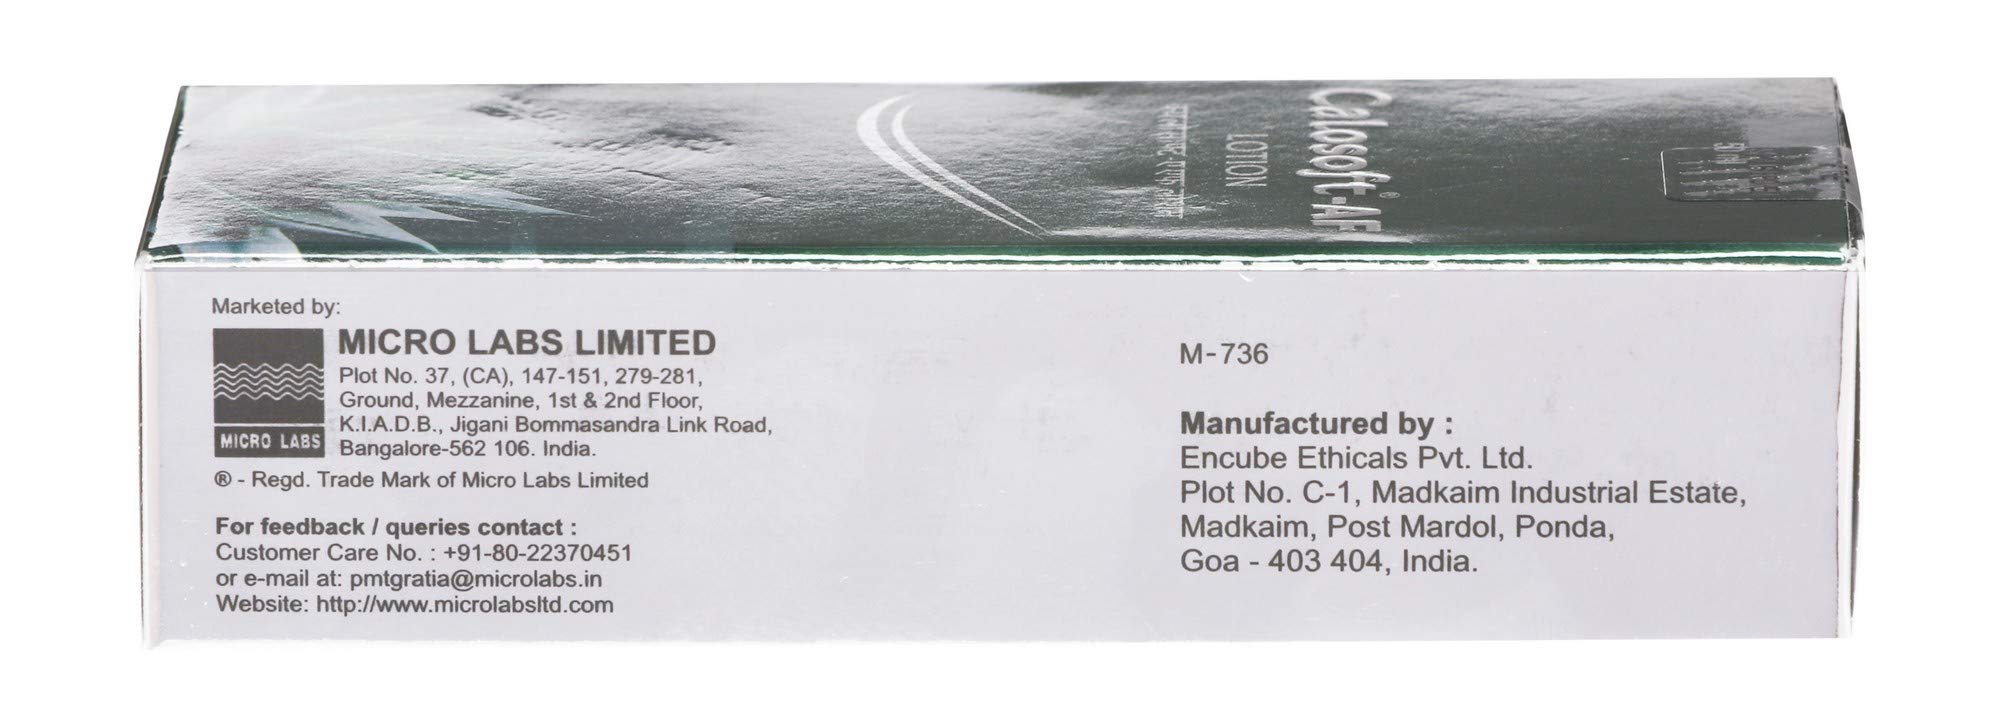 Calosoft®-AF
LOTION
Marketed by:
MICRO LABS LIMITED
Plot No. 37, (CA), 147-151, 279-281,
Ground, Mezzanine, 1st & 2nd Floor,
K.I.A.D.B., Jigani Bommasandra Link Road,
Bangalore-562 106. India.
MICRO LABS
® - Regd. Trade Mark of Micro Labs Limited
For feedback / queries contact :
Customer Care No. : +91-80-22370451
or e-mail at: pmtgratia@microlabs.in
Website: http://www.microlabsltd.com
M-736
Manufactured by :
Encube Ethicals Pvt. Ltd.
Plot No. C-1, Madkaim Industrial Estate,
Madkaim, Post Mardol, Ponda,
Goa - 403 404, India.